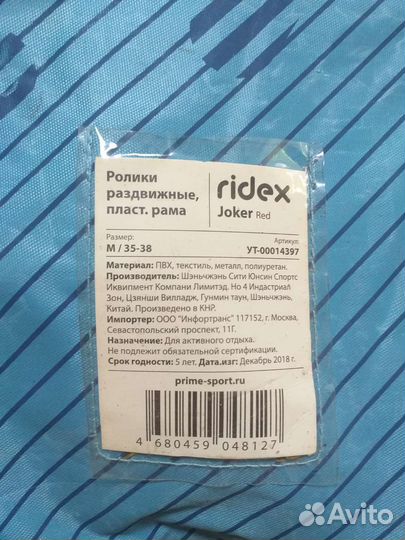 Ролики
раздвижные,
пласт. рама
ridex
Joker Red
Размер:
M / 35-38
Артикул:
УТ-00014397
Материал: ПВХ, текстиль, металл, полиуретан.
Производитель: Шэньчжэнь Сити Юнсин Спортс
Иквипмент Компани Лимитэд. Но 4 Индастриал
Зон, Цзянши Вилладж, Гунмин таун, Шэньчжэнь,
Китай. Произведено в КНР.
Импортер: ООО "Инфортранс" 117152, г. Москва,
Севастопольский проспект, 11Г.
Назначение: Для активного отдыха.
Не подлежит обязательной сертификации.
Срок годности: 5 лет. Дата.изг: Декабрь 2018 г.
prime-sport.ru
4 680459 048127
Avito